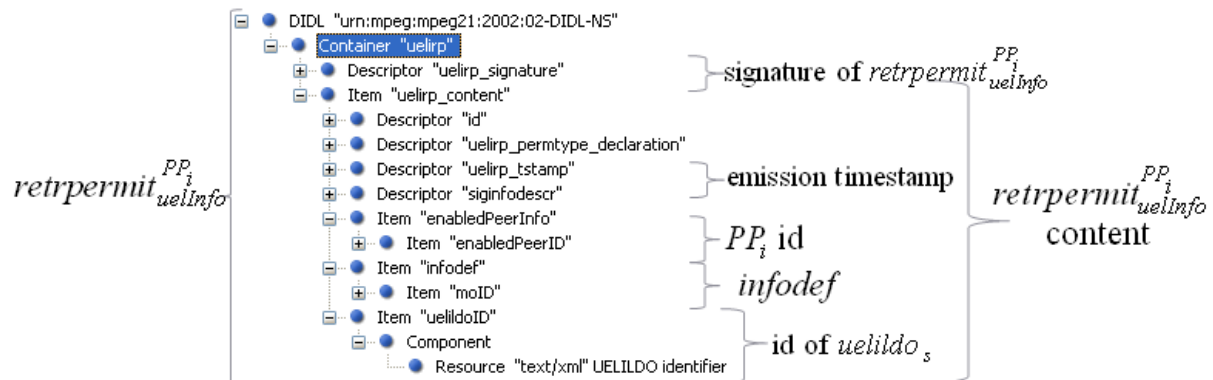 DIDL "urn:mpeg:mpeg21:2002:02-DIDL-NS"
Container "uelirp"
Descriptor "uelirp_signature"
Item "uelirp_content"
Descriptor "id"
Descriptor "uelirp_permtype_declaration"
Descriptor "uelirp_tstamp"
Descriptor "siginfodescr"
Item "enabledPeerInfo"
Item "enabledPeerID"
Item "infodef"
Item "moID"
Item "uelildoID"
Component
Resource "text/xml" UELILDO identifier
retrpermit PP_i uelInfo
signature of retrpermit PP_i uelInfo
emission timestamp
PP_i id
infodef
id of uelildo_s
retrpermit PP_i uelInfo
content